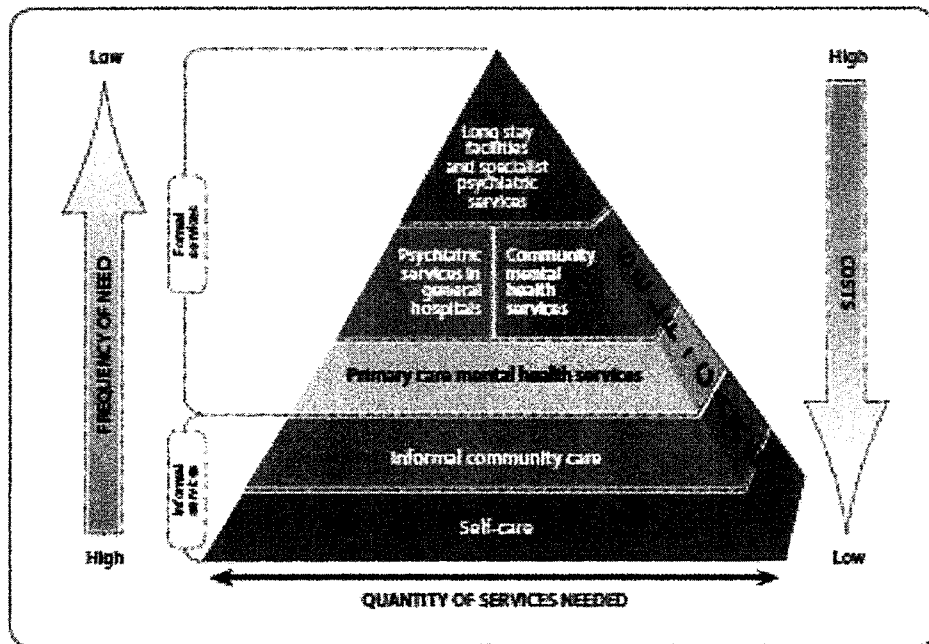 Low
High
Long stay
facilities
and specialist
psychiatric
services
Formal
services
Psychiatric
services in
general
hospitals
Community
mental
health
services
FREQUENCY OF NEED
COSTS
Primary care mental health services
Informal community care
Informal
services
Self-care
High
Low
QUANTITY OF SERVICES NEEDED